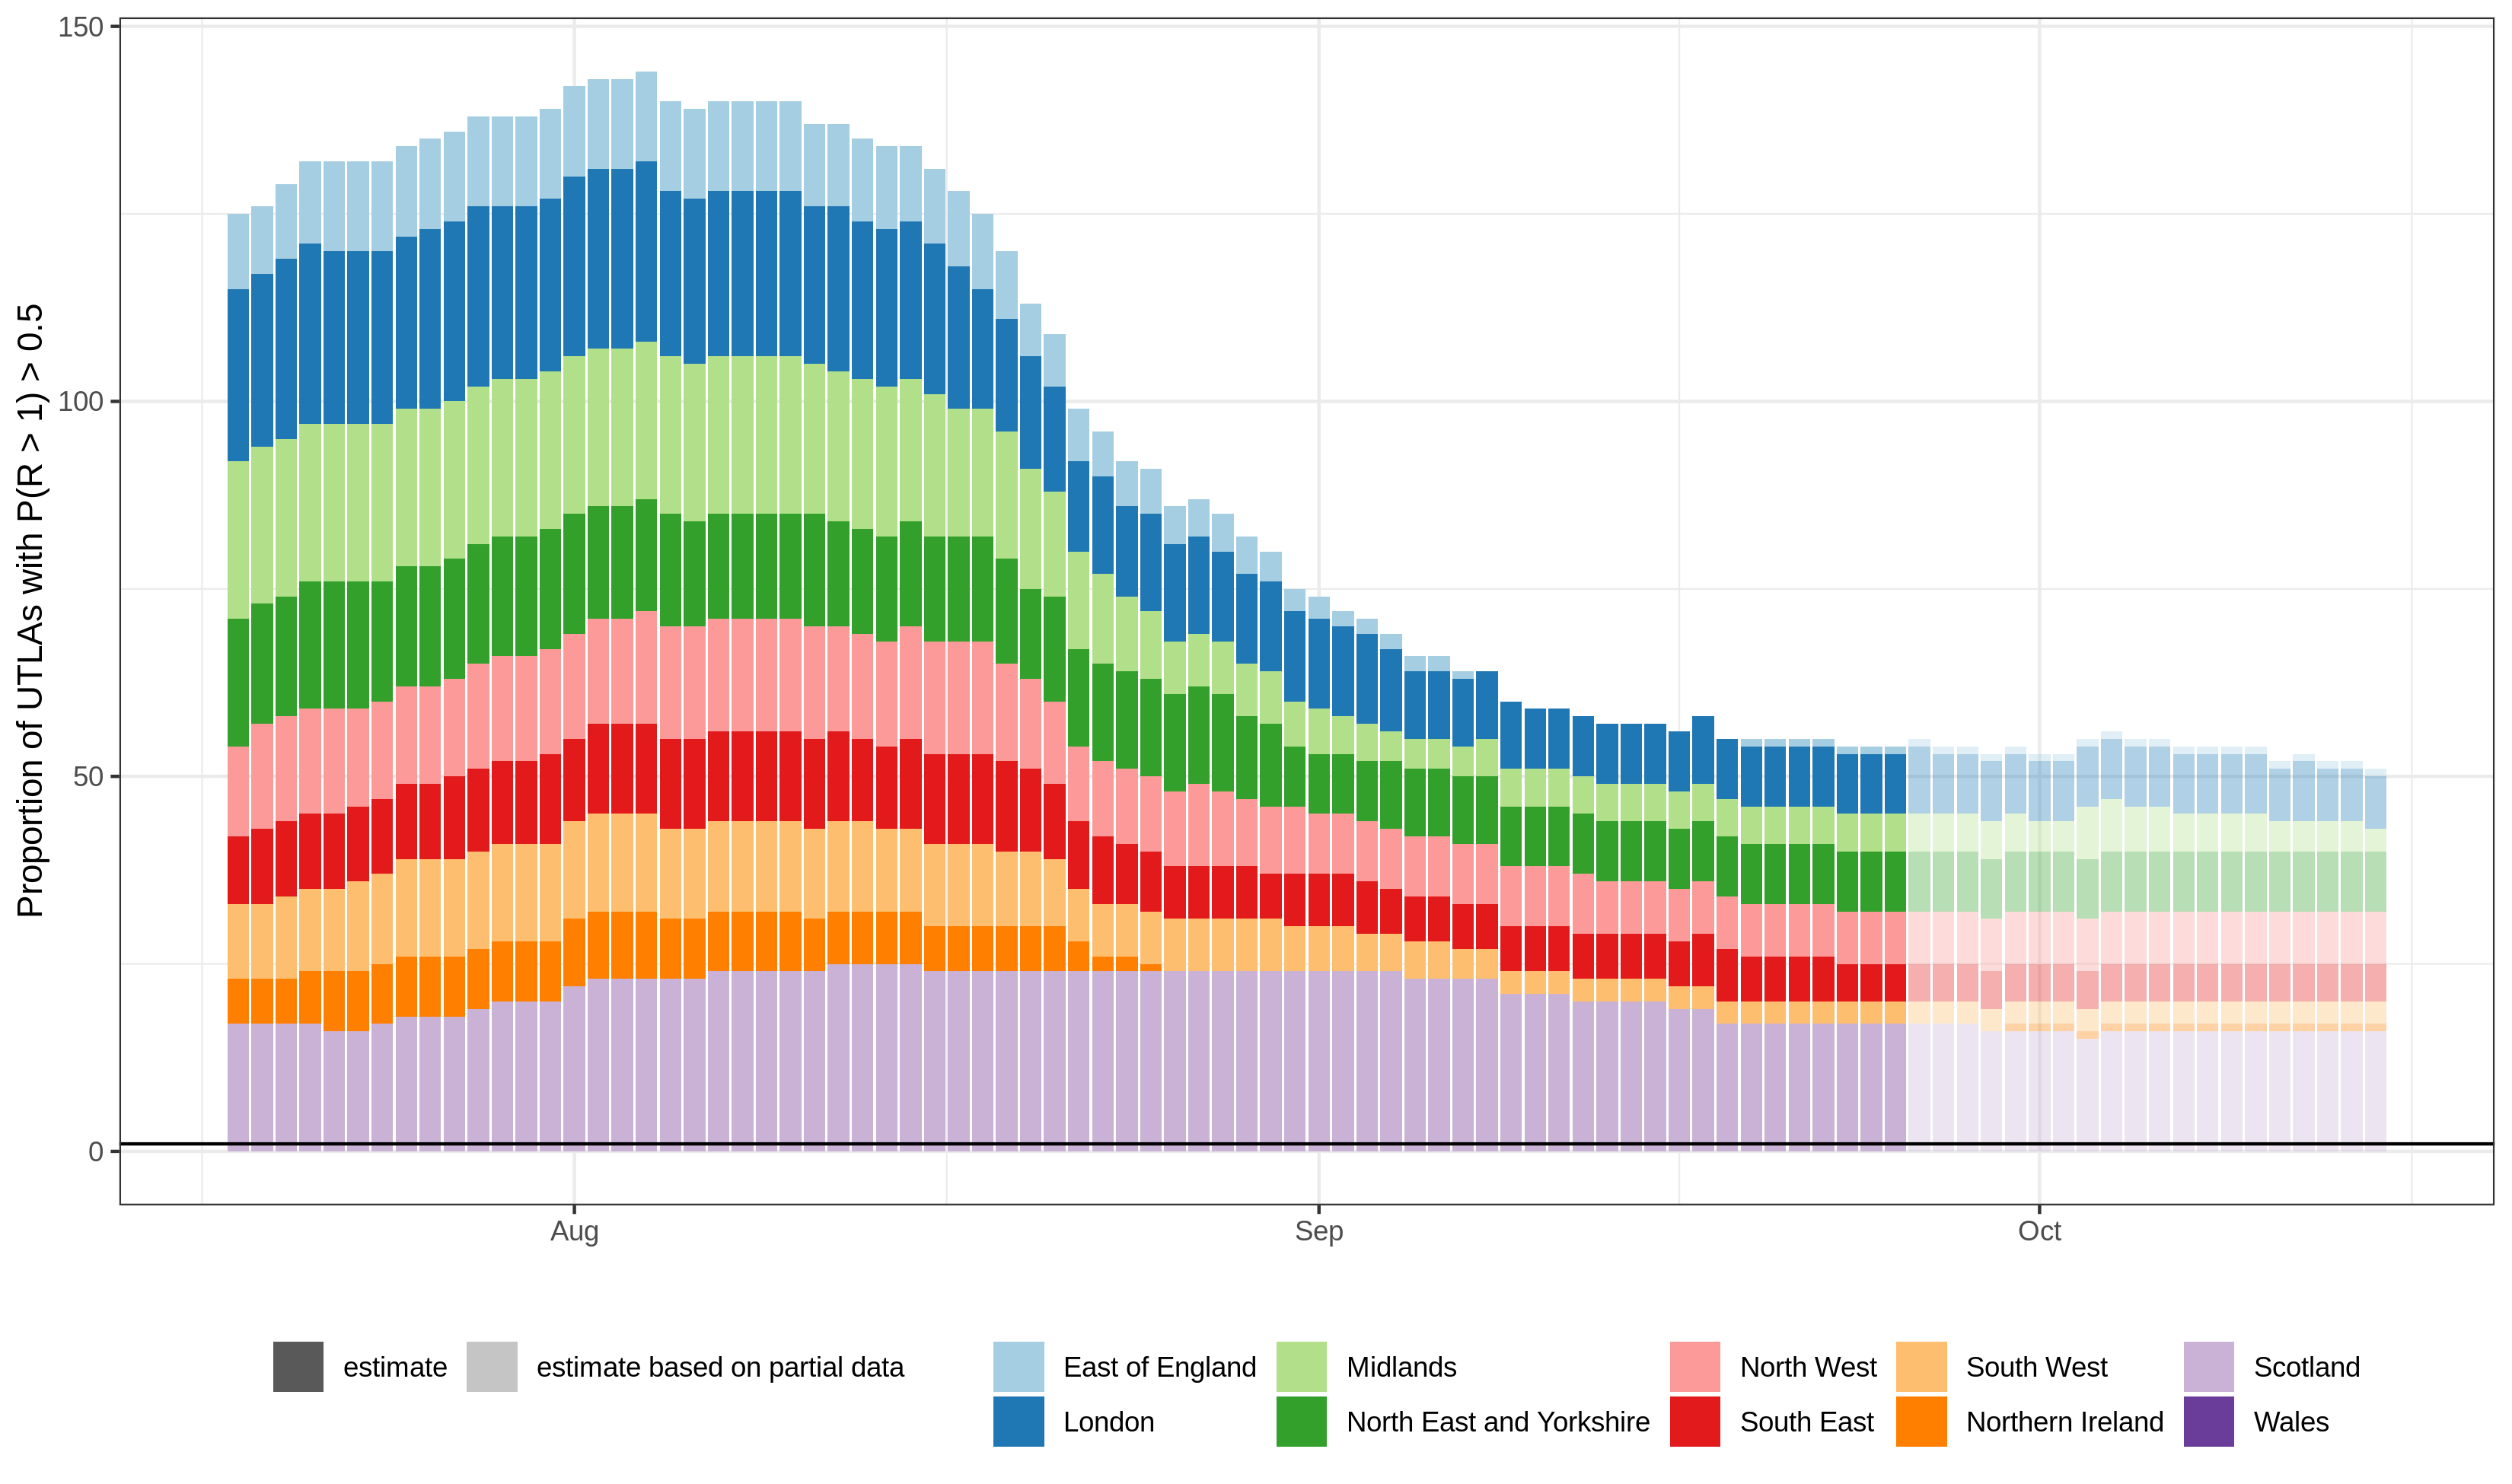 150
100
50
0
Proportion of UTLAs with P(R > 1) > 0.5
Aug Sep Oct
estimate estimate based on partial data East of England Midlands North West South West Scotland
London North East and Yorkshire South East Northern Ireland Wales